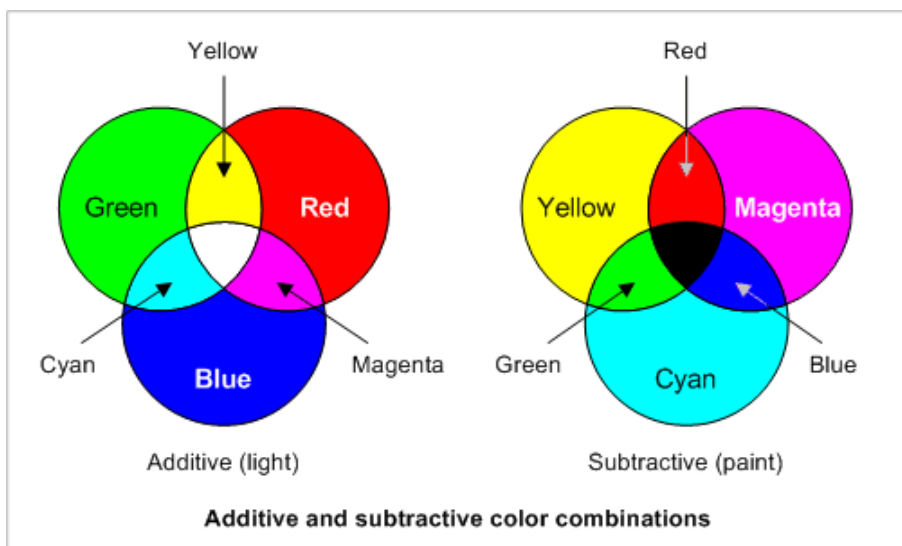 Yellow
Red
Green
Red
Yellow
Magenta
Cyan
Blue
Magenta
Green
Cyan
Blue
Additive (light)
Subtractive (paint)
Additive and subtractive color combinations